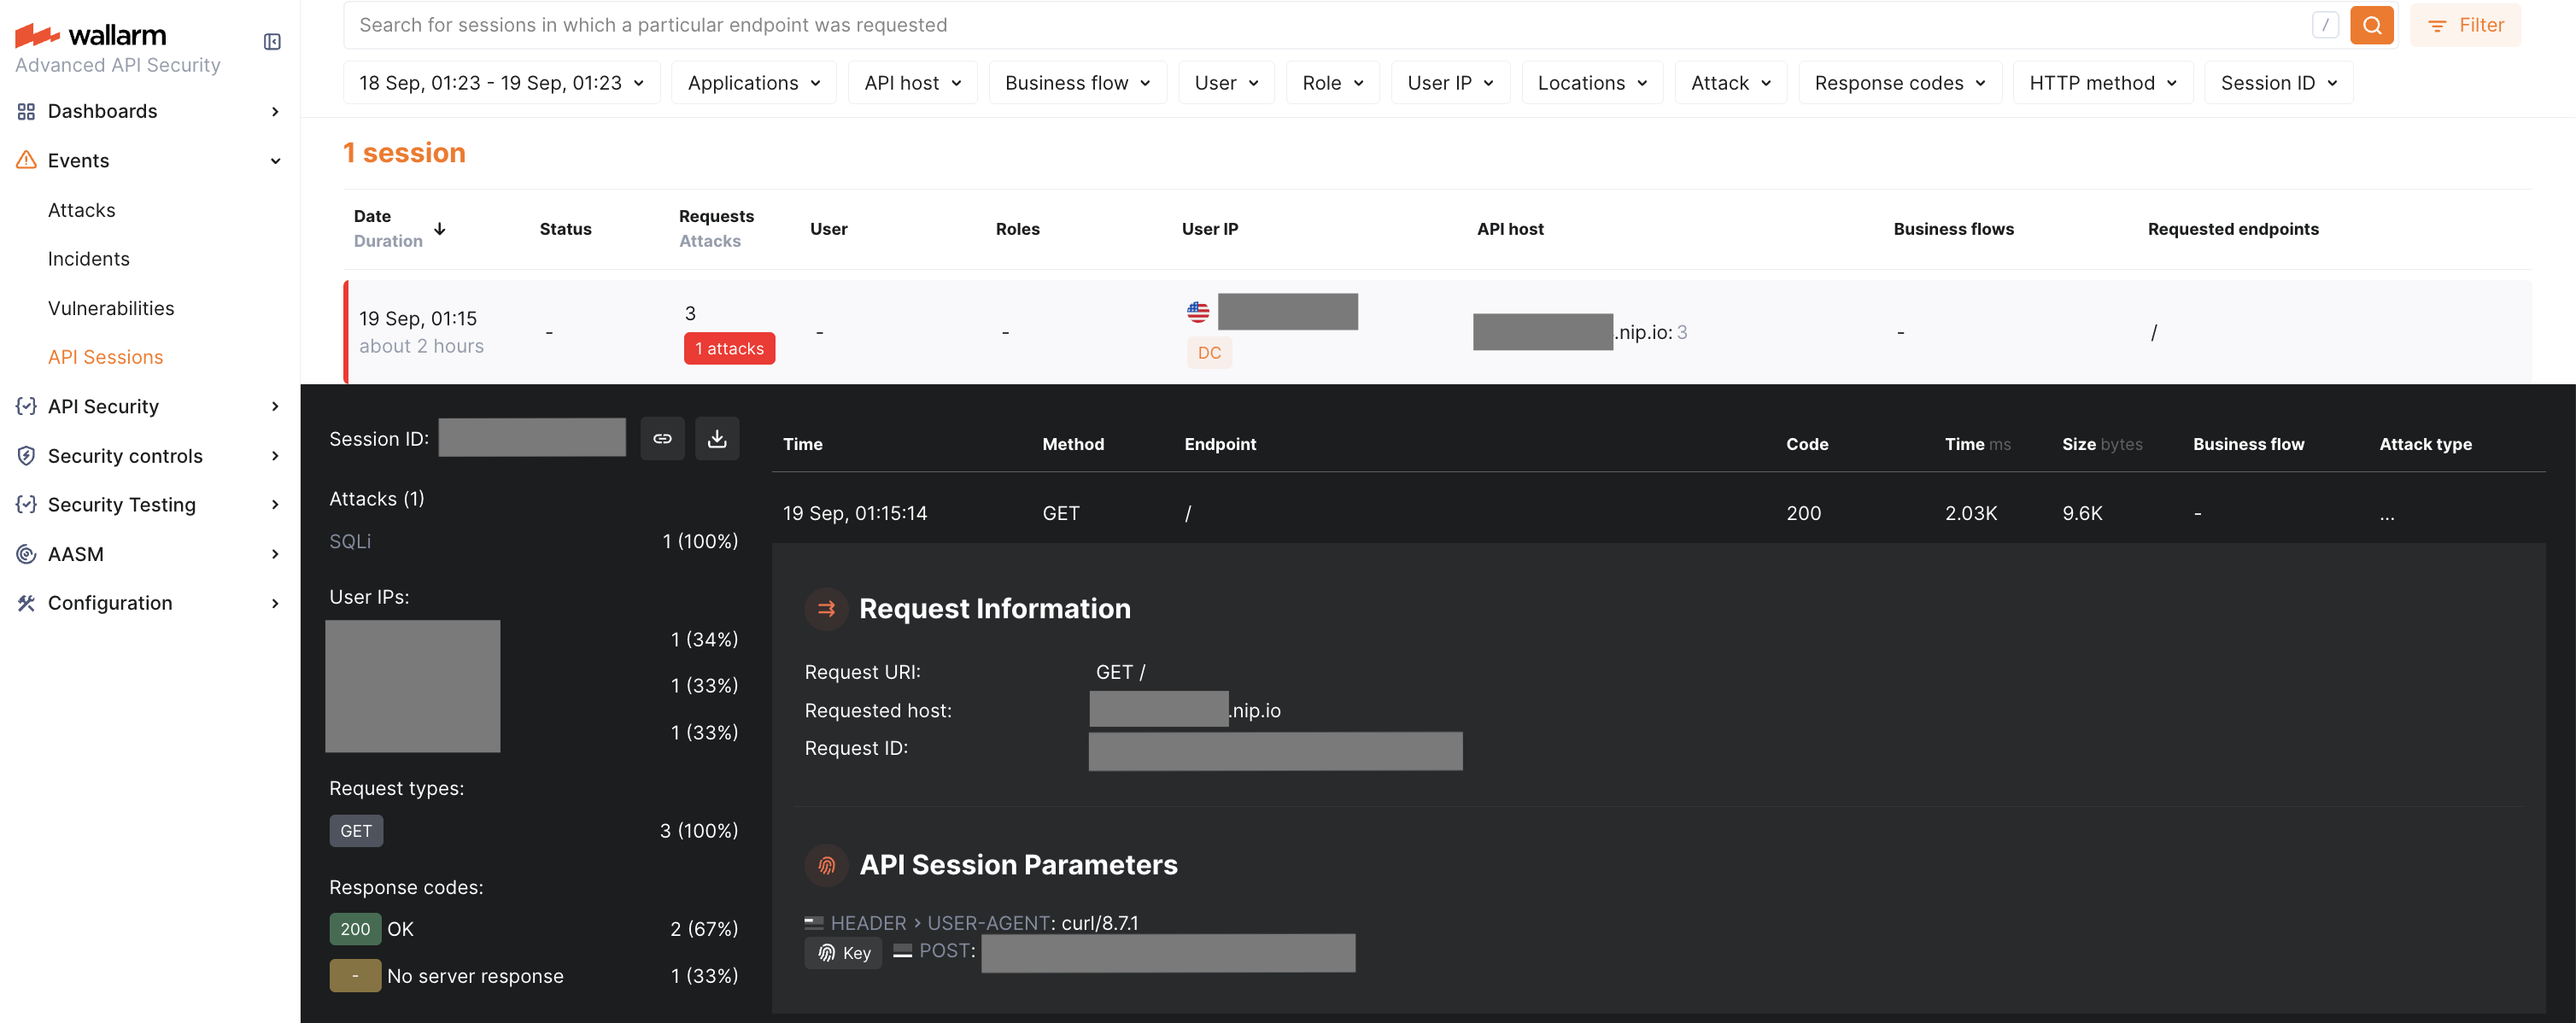 wallarm
Advanced API Security
Dashboards
Events
Attacks
Incidents
Vulnerabilities
API Sessions
API Security
Security controls
Security Testing
AASM
Configuration
Search for sessions in which a particular endpoint was requested /
Filter
18 Sep, 01:23 - 19 Sep, 01:23 Applications API host Business flow User Role User IP Locations Attack Response codes HTTP method Session ID
1 session
Date Duration Status Requests Attacks User Roles User IP API host Business flows Requested endpoints
19 Sep, 01:15 about 2 hours - 3 1 attacks - - DC .nip.io: 3 - /
Session ID:
Attacks (1)
SQLi 1 (100%)
User IPs:
1 (34%)
1 (33%)
1 (33%)
Request types:
GET 3 (100%)
Response codes:
200 OK 2 (67%)
- No server response 1 (33%)
Time Method Endpoint Code Time ms Size bytes Business flow Attack type
19 Sep, 01:15:14 GET / 200 2.03K 9.6K - ...
Request Information
Request URI: GET /
Requested host: .nip.io
Request ID:
API Session Parameters
HEADER › USER-AGENT: curl/8.7.1
Key POST: